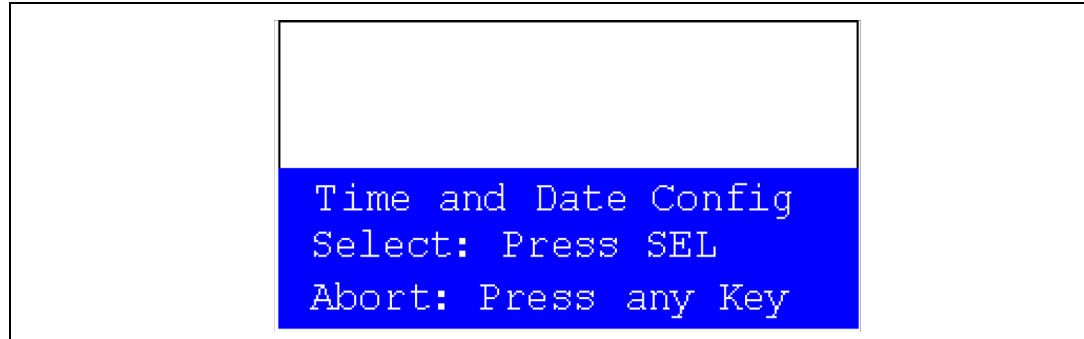 Time and Date Config
Select: Press SEL
Abort: Press any Key